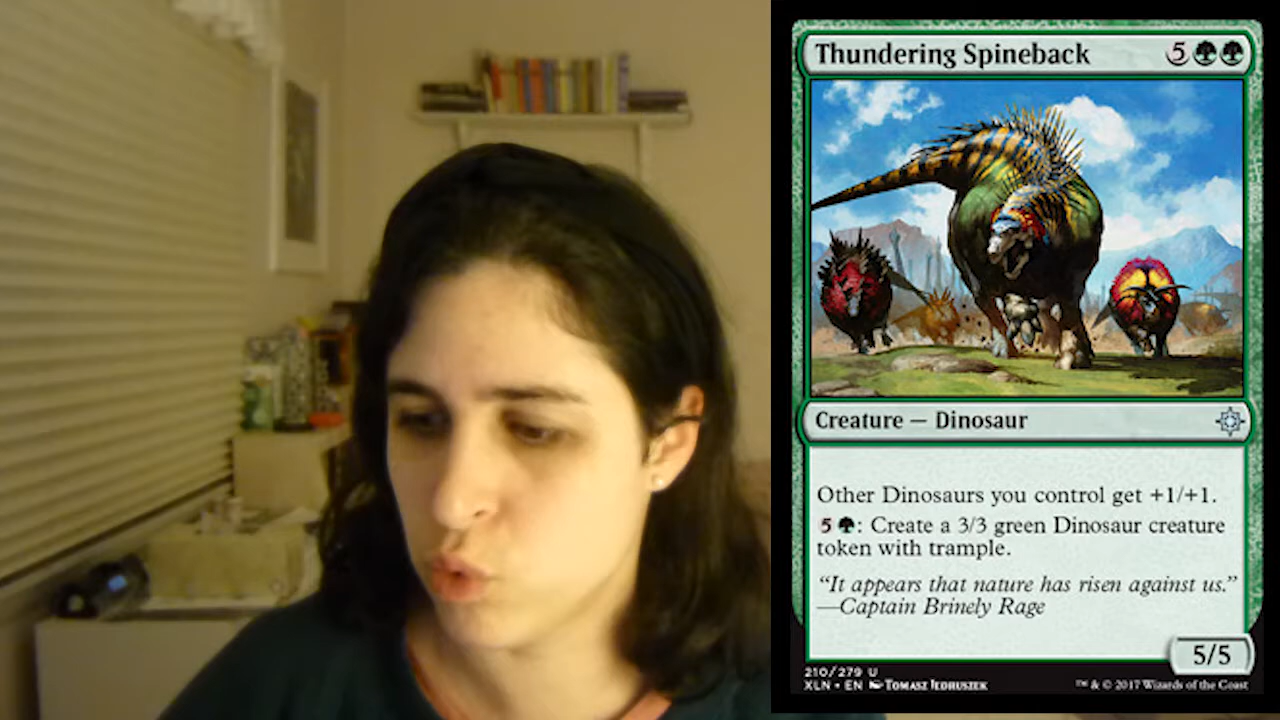 Thundering Spineback 5
Creature — Dinosaur
Other Dinosaurs you control get +1/+1.
5 : Create a 3/3 green Dinosaur creature
token with trample.
“It appears that nature has risen against us.”
—Captain Brinely Rage
5/5
210/279 U
XLN • EN TOMASZ JEDRUSZEK ™ & © 2017 Wizards of the Coast